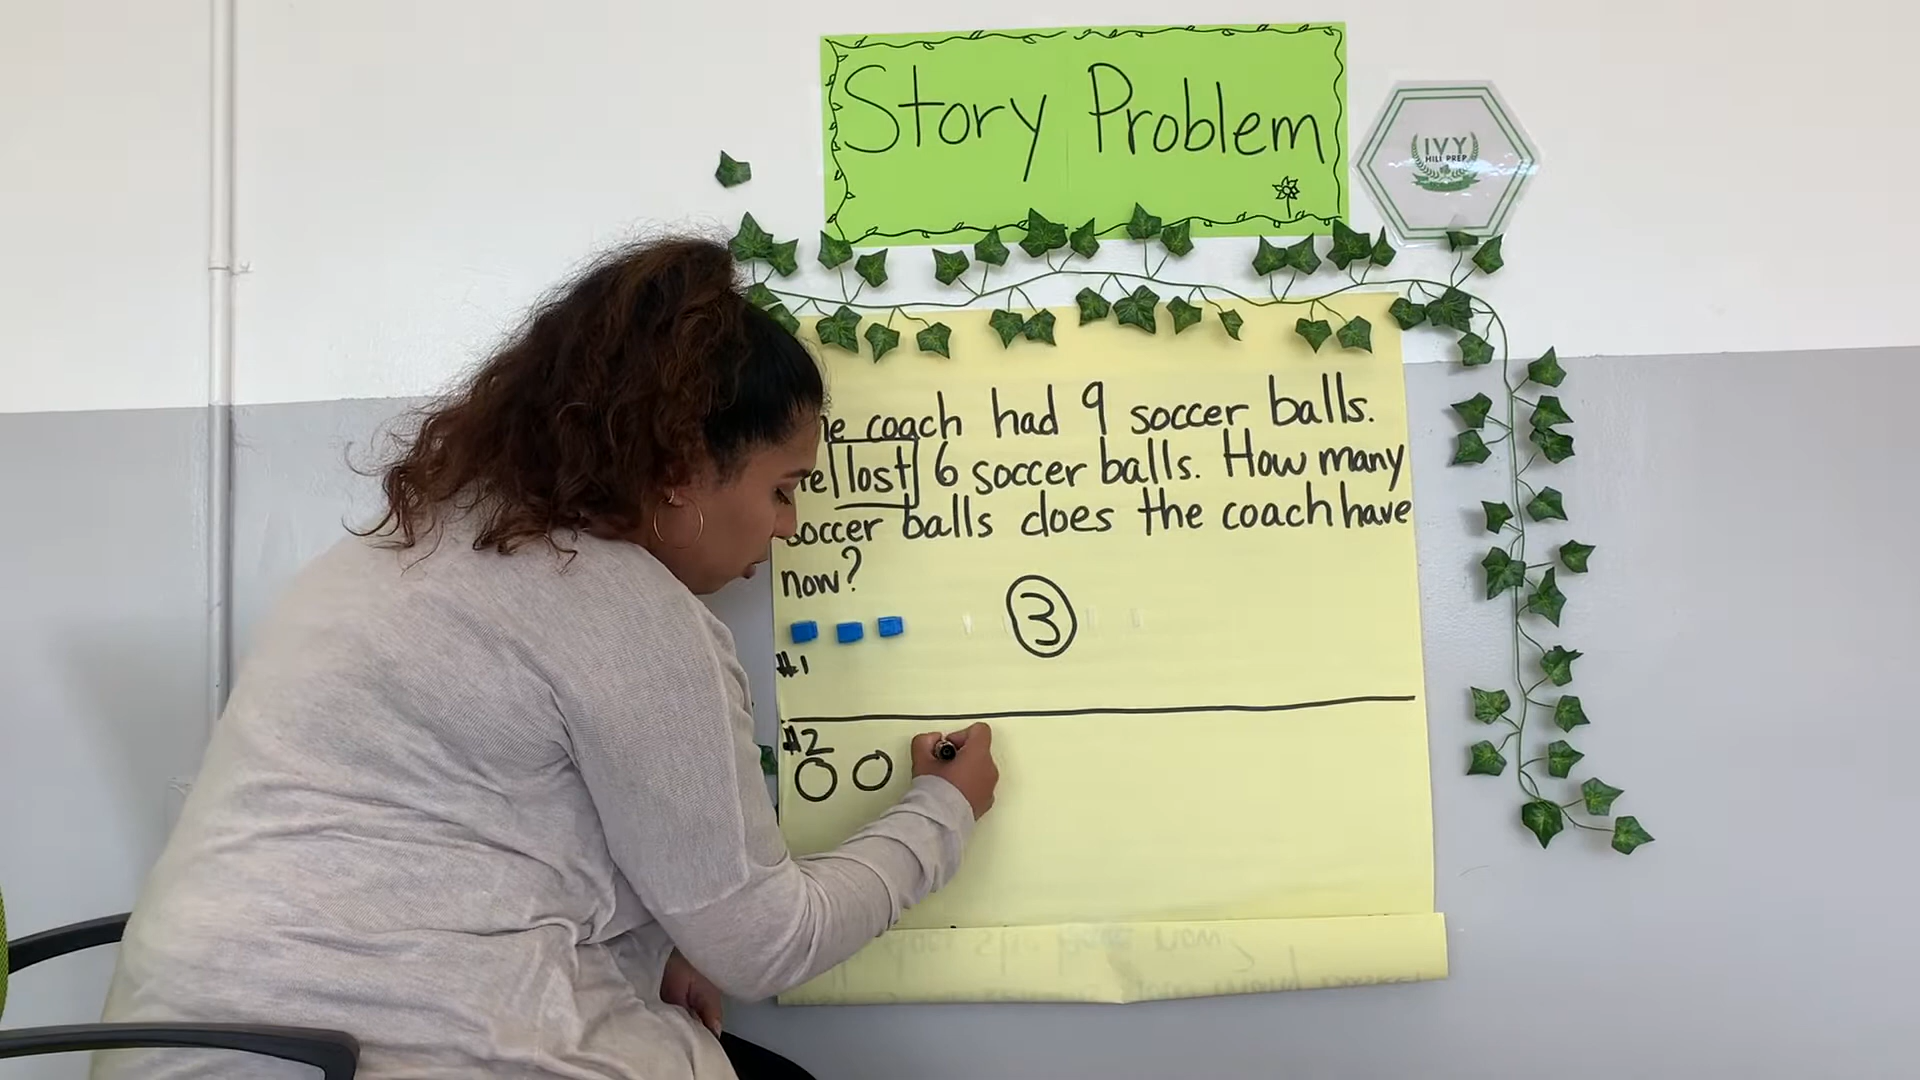 Story Problem
IVY
HILL PREP
coach had 9 soccer balls.
lost 6 soccer balls. How many
soccer balls does the coach have
now?
3
#1
#2